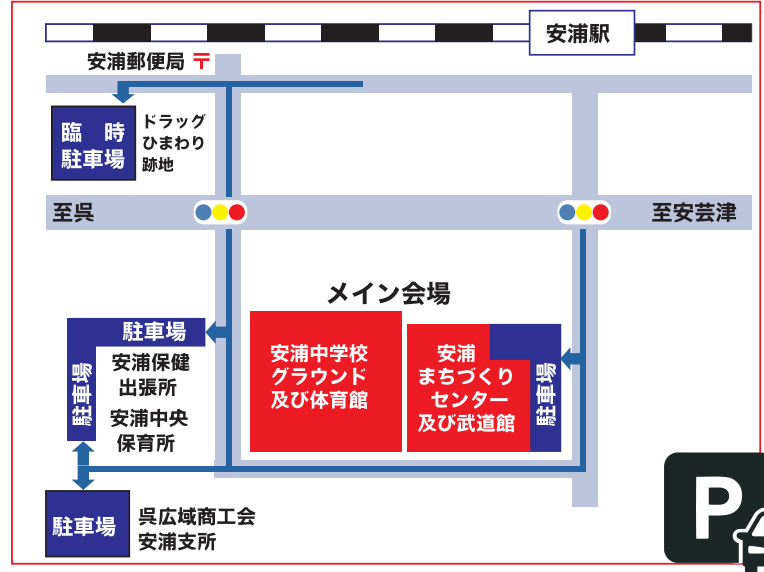 安浦駅
安浦郵便局 〒
臨 時
駐車場
ドラッグ
ひまわり
跡地
至呉
至安芸津
メイン会場
駐車場
駐車場
安浦保健
出張所
安浦中央
保育所
安浦中学校
グラウンド
及び体育館
安浦
まちづくり
センター
及び武道館
駐車場
駐車場
呉広域商工会
安浦支所
P